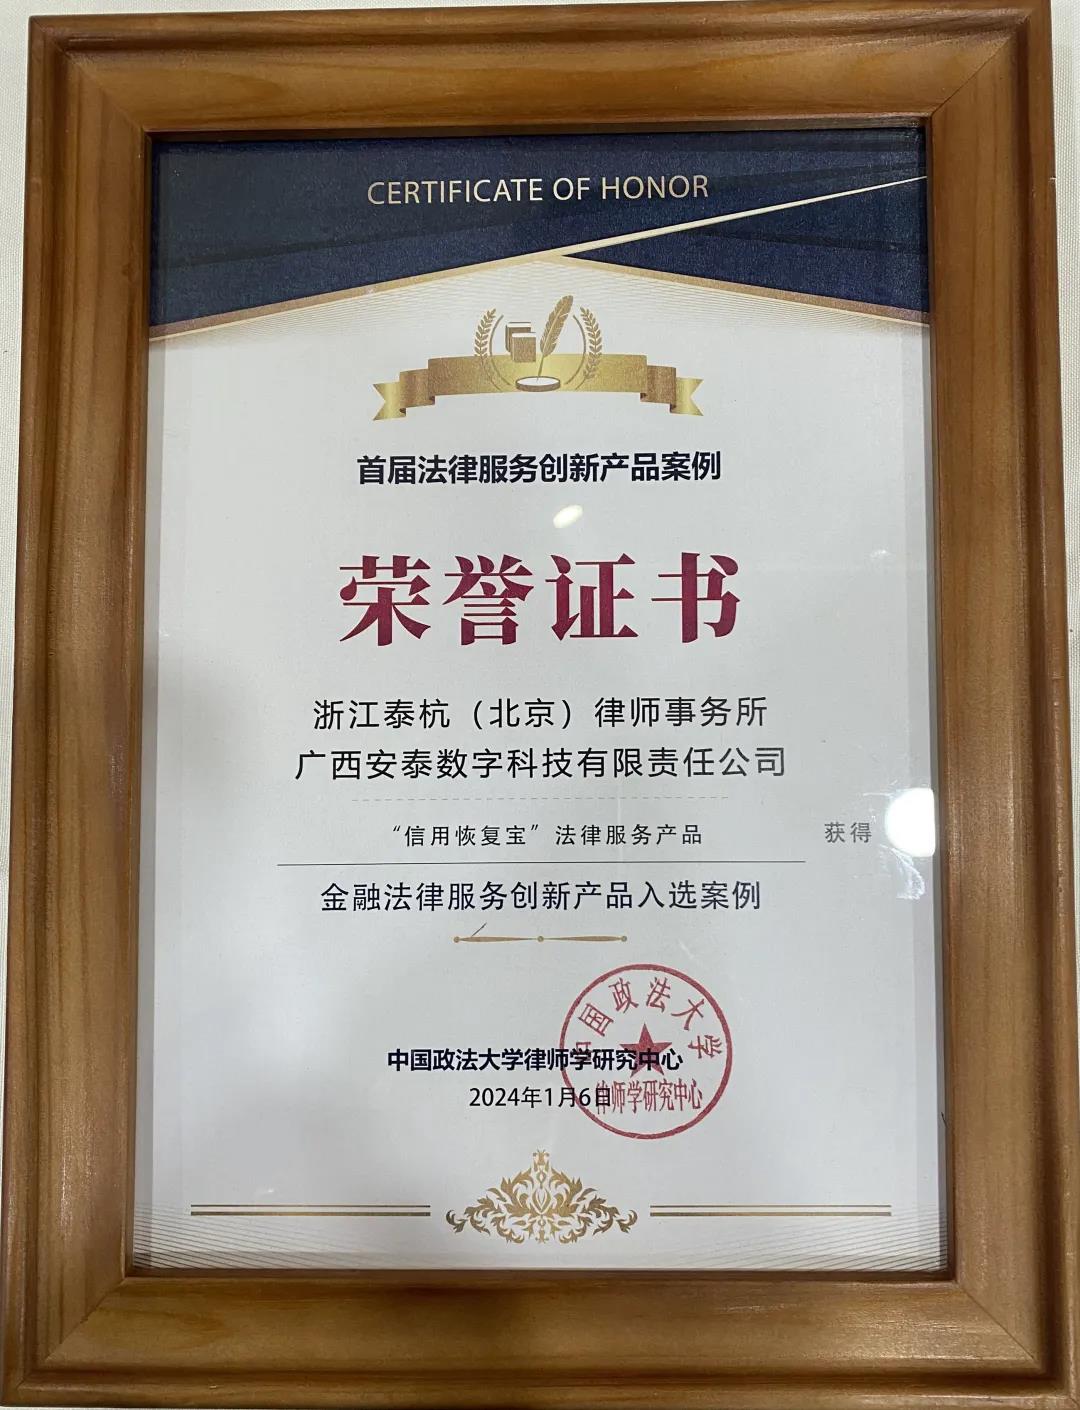 CERTIFICATE OF HONOR
首届法律服务创新产品案例
荣誉证书
浙江泰杭（北京）律师事务所
广西安泰数字科技有限责任公司
“信用恢复宝”法律服务产品 获得
金融法律服务创新产品入选案例
中国政法大学律师学研究中心
2024年1月6日
中国政法大学
律师学研究中心